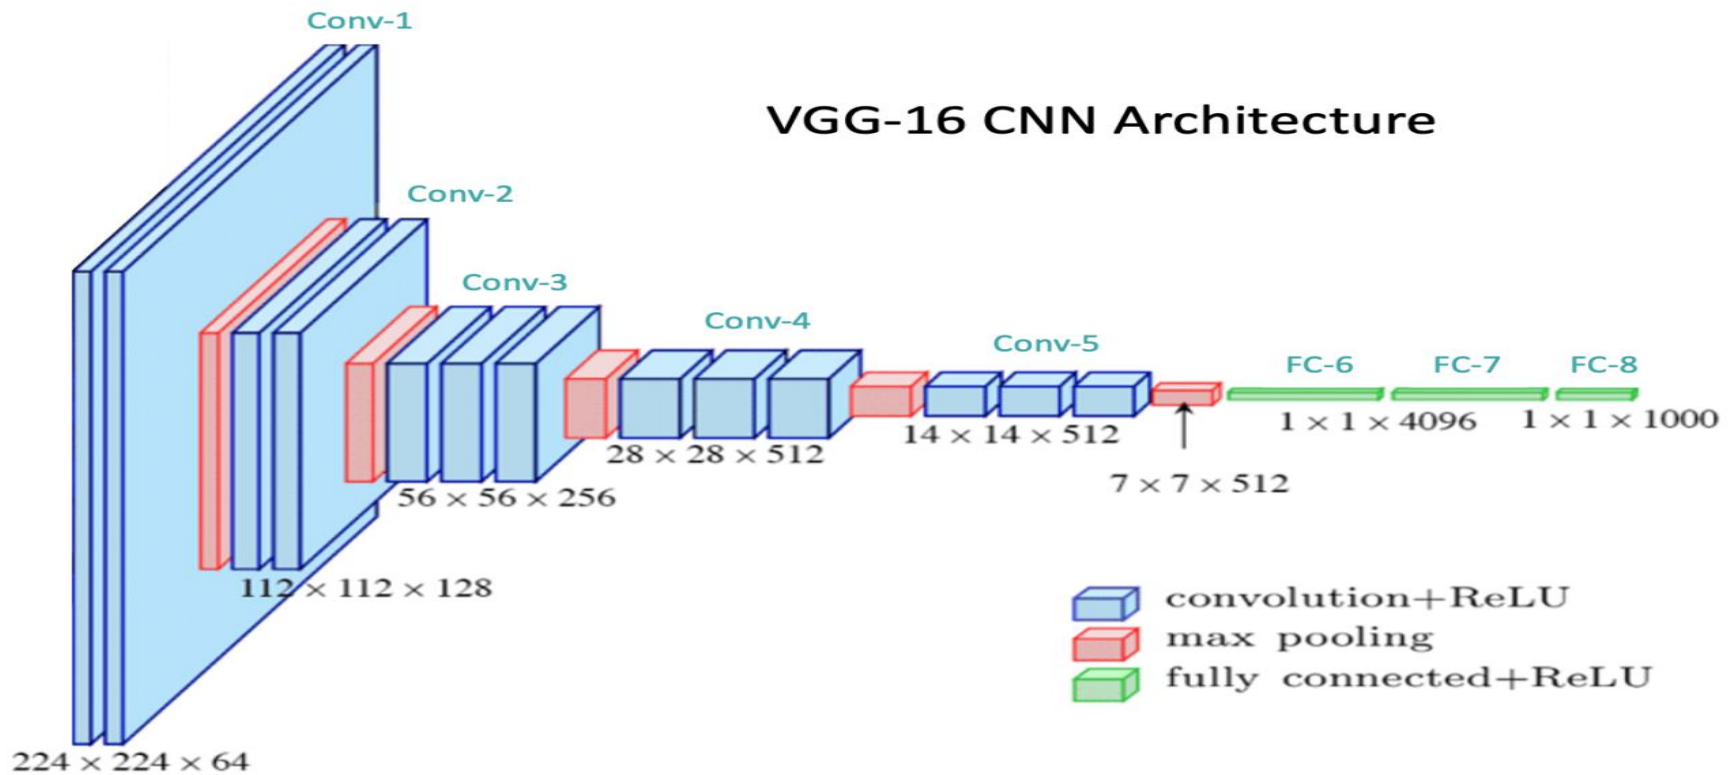 Conv-1
VGG-16 CNN Architecture
Conv-2
Conv-3
Conv-4
Conv-5
FC-6
FC-7
FC-8
1 × 1 × 4096
1 × 1 × 1000
14 × 14 × 512
28 × 28 × 512
7 × 7 × 512
56 × 56 × 256
112 × 112 × 128
convolution+ReLU
max pooling
fully connected+ReLU
224 × 224 × 64